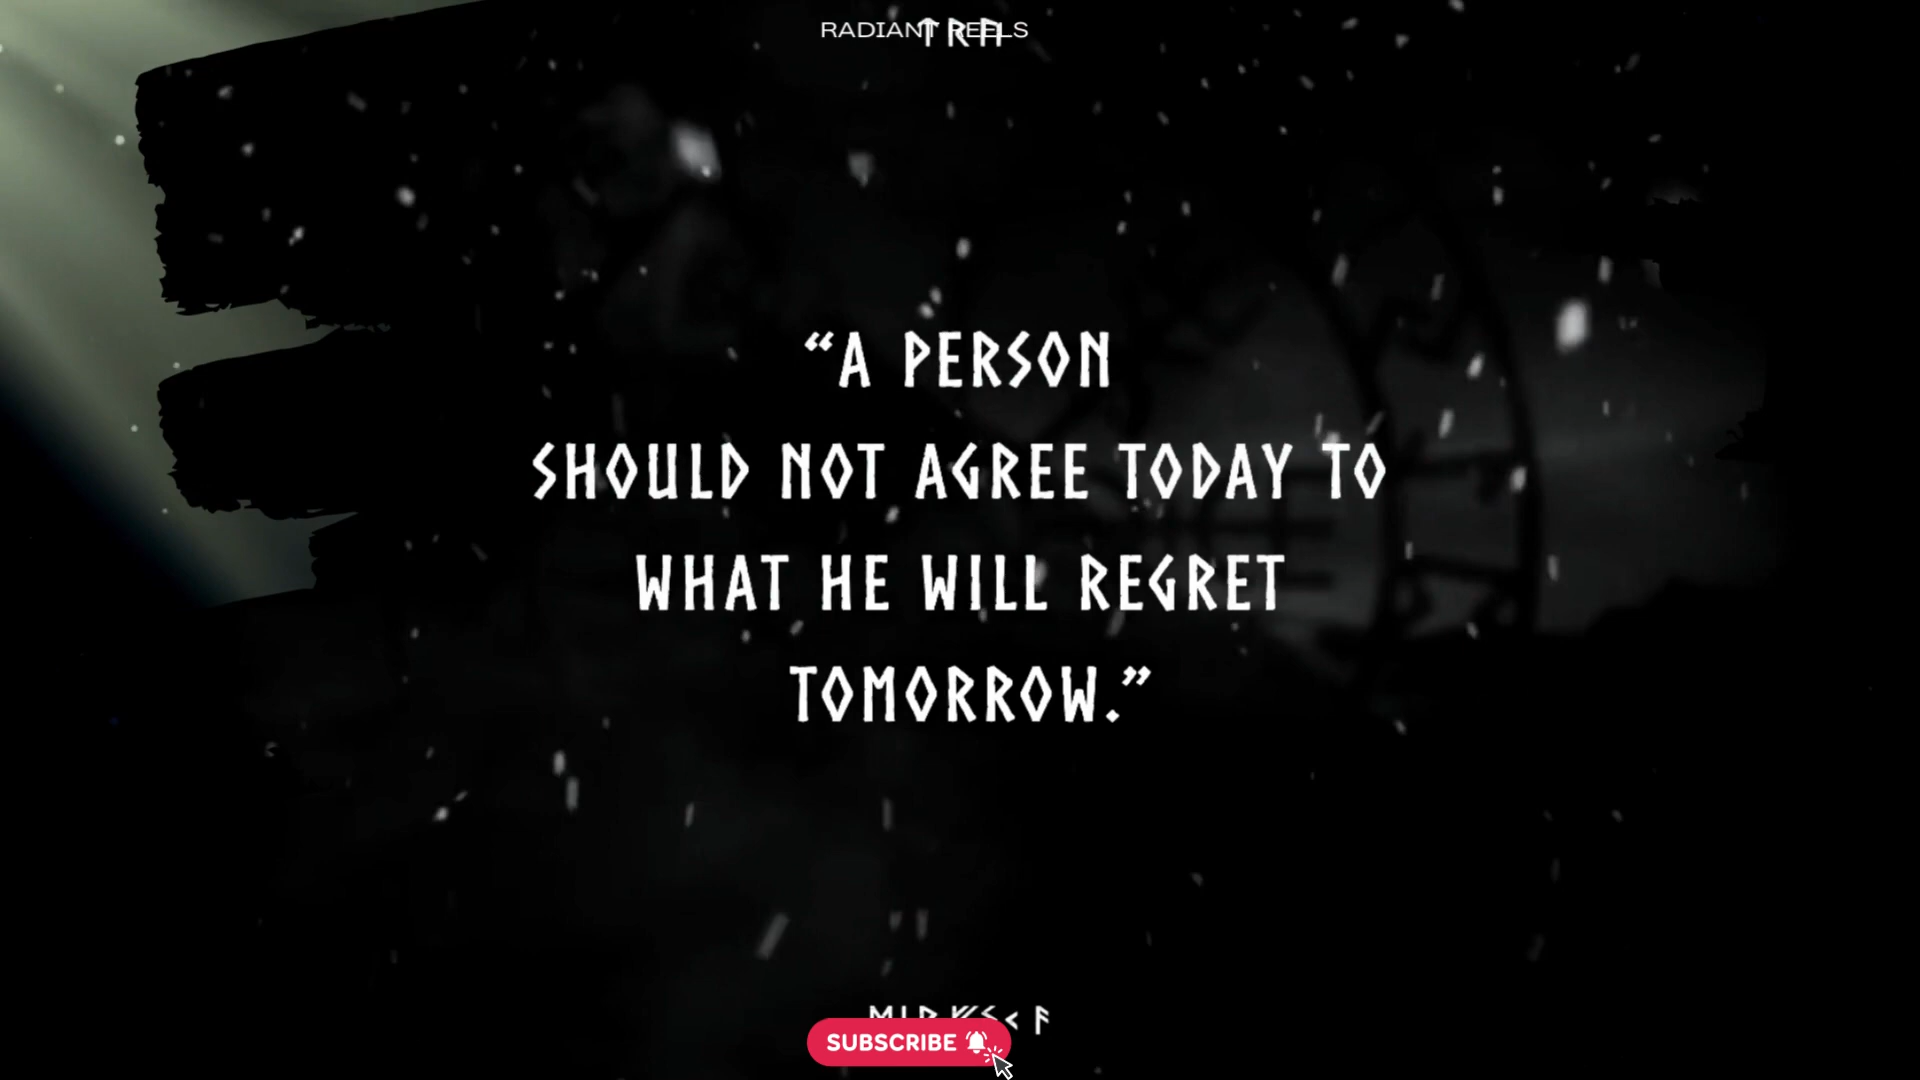 RADIANT REELS
“A PERSON
SHOULD NOT AGREE TODAY TO
WHAT HE WILL REGRET
TOMORROW.”
SUBSCRIBE